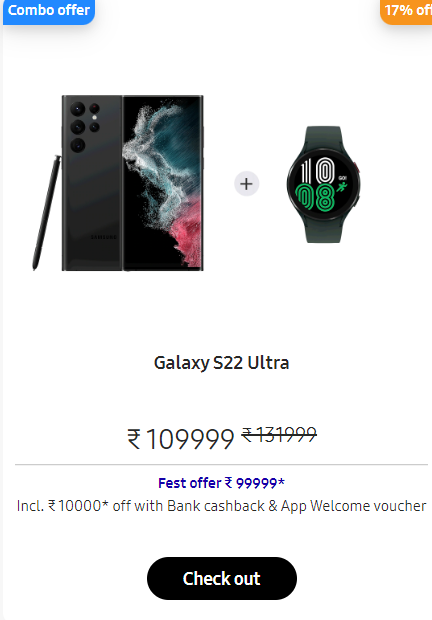 Combo offer
17% off
10 GO!
08
Galaxy S22 Ultra
₹ 109999 ₹ 131999
Fest offer ₹ 99999*
Incl. ₹ 10000* off with Bank cashback & App Welcome voucher
Check out